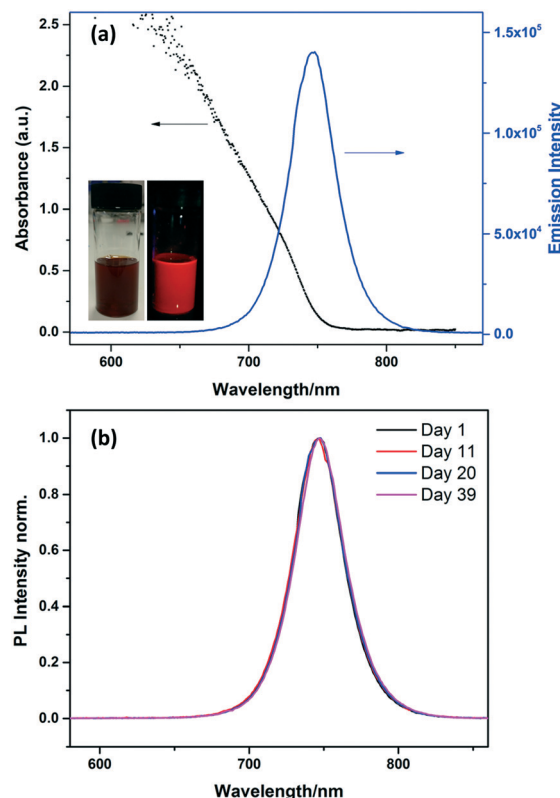 (a)
2.5
2.0
1.5
1.0
0.5
0.0
Absorbance (a.u.)
1.5x10⁵
1.0x10⁵
5.0x10⁴
0.0
Emission Intensity
600
700
800
Wavelength/nm
(b)
Day 1
Day 11
Day 20
Day 39
1.0
0.8
0.6
0.4
0.2
0.0
PL Intensity norm.
600
700
800
Wavelength/nm